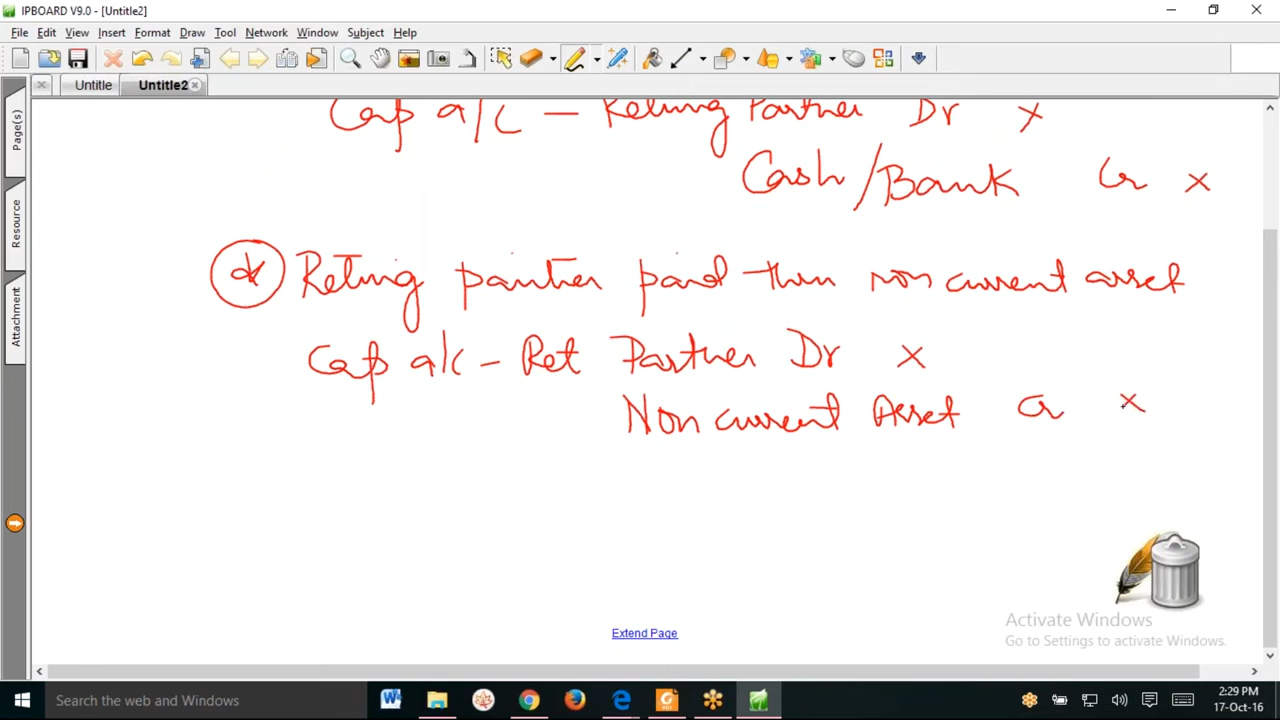 IPBOARD V9.0 - [Untitle2]
File Edit View Insert Format Draw Tool Network Window Subject Help
Untitle Untitle2
Page(s)
Resource
Attachment
Cap a/c — Retiring Partner Dr x
Cash/Bank Cr x
d Retiring partner paid thru non current asset
Cap a/c - Ret Partner Dr x
Non current Asset Cr x
Extend Page
Activate Windows
Go to Settings to activate Windows.
Search the web and Windows
2:29 PM
17-Oct-16